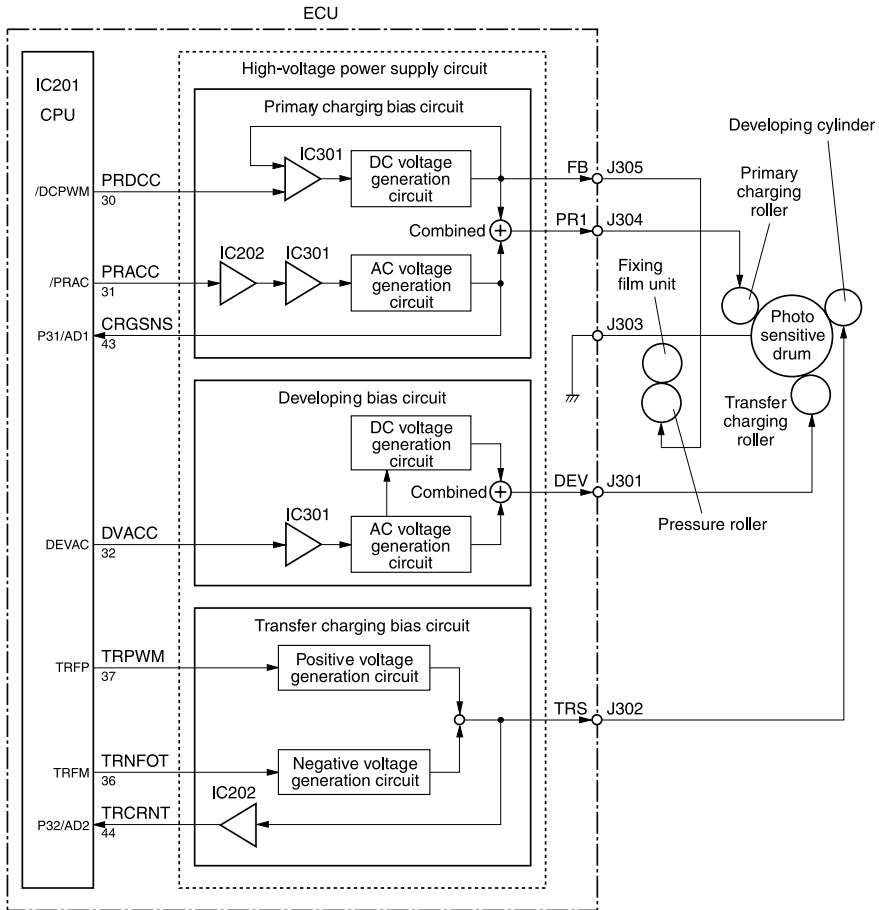 ECU
IC201
CPU
High-voltage power supply circuit
Primary charging bias circuit
IC301
DC voltage
generation
circuit
/DCPWM
PRDCC
30
FB
J305
Combined
PR1
J304
IC202
IC301
AC voltage
generation
circuit
/PRAC
PRACC
31
P31/AD1
CRGSNS
43
J303
Developing cylinder
Primary
charging
roller
Fixing
film unit
Photo
sensitive
drum
Transfer
charging
roller
Pressure roller
Developing bias circuit
DC voltage
generation
circuit
Combined
DEV
J301
IC301
AC voltage
generation
circuit
DEVAC
DVACC
32
Transfer charging bias circuit
TRFP
TRPWM
37
Positive voltage
generation circuit
TRS
J302
TRFM
TRNFOT
36
Negative voltage
generation circuit
IC202
P32/AD2
TRCRNT
44